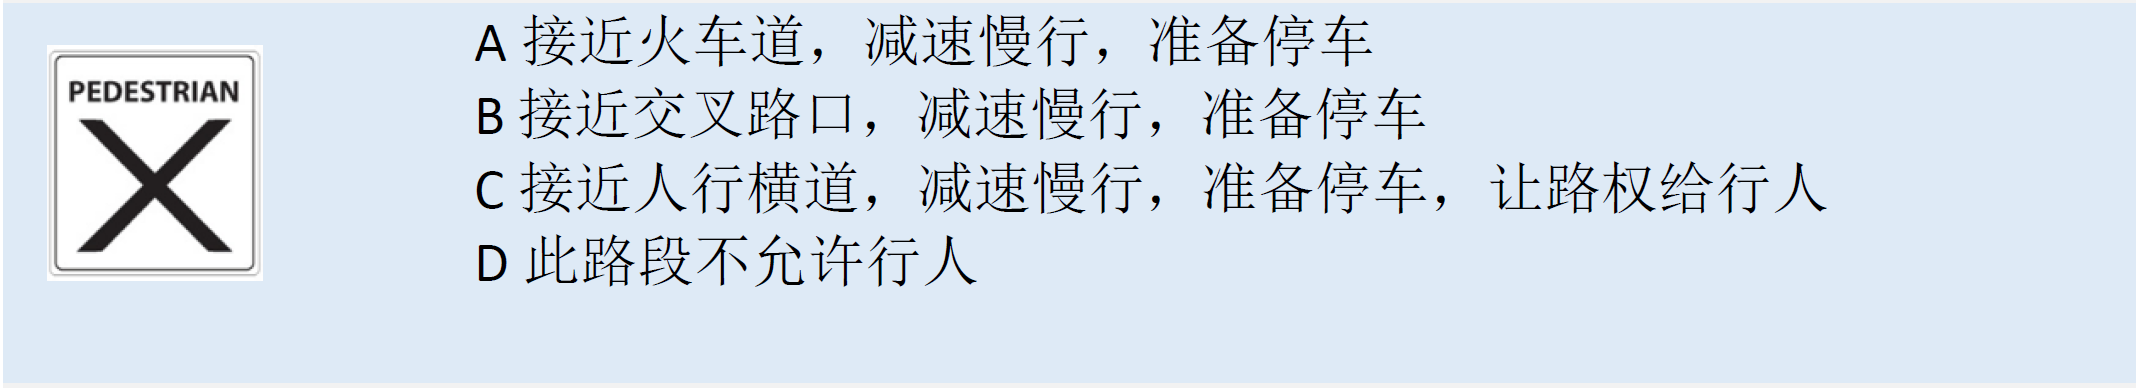 PEDESTRIAN
A 接近火车道，减速慢行，准备停车
B 接近交叉路口，减速慢行，准备停车
C 接近人行横道，减速慢行，准备停车，让路权给行人
D 此路段不允许行人